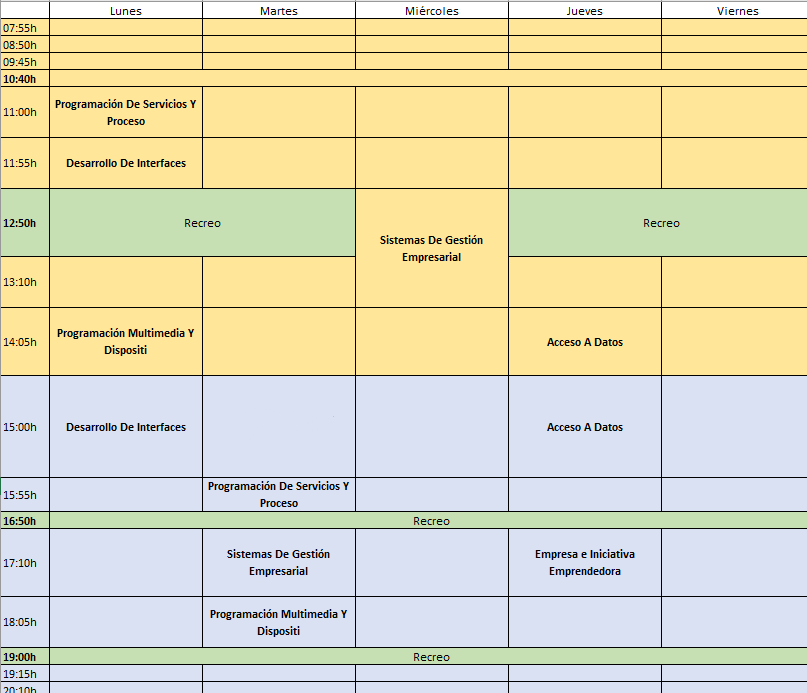 Lunes Martes Miércoles Jueves Viernes
07:55h
08:50h
09:45h
10:40h
11:00h Programación De Servicios Y
Proceso
11:55h Desarrollo De Interfaces
12:50h Recreo Recreo
Sistemas De Gestión
Empresarial
13:10h
14:05h Programación Multimedia Y
Dispositi Acceso A Datos
15:00h Desarrollo De Interfaces Acceso A Datos
15:55h Programación De Servicios Y
Proceso
16:50h Recreo
17:10h Sistemas De Gestión
Empresarial Empresa e Iniciativa
Emprendedora
18:05h Programación Multimedia Y
Dispositi
19:00h Recreo
19:15h
20:10h